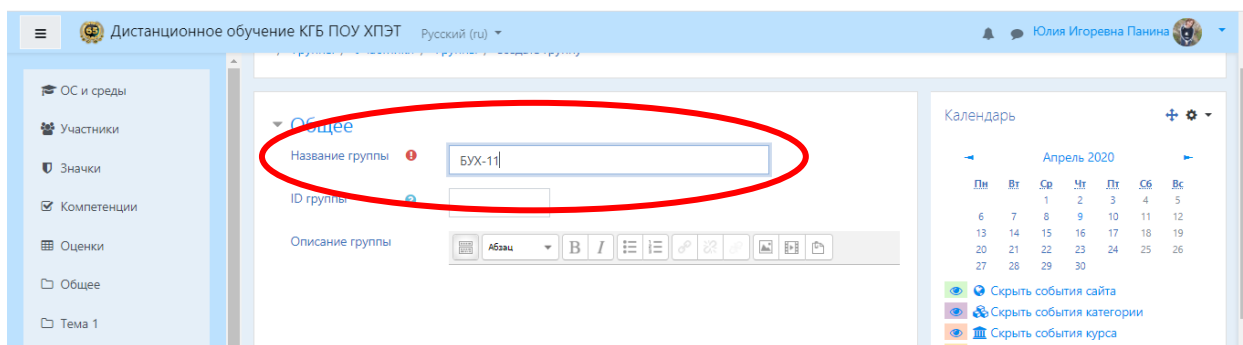 Дистанционное обучение КГБ ПОУ ХПЭТ Русский (ru)
Юлия Игоревна Панина
ОС и среды
Участники
Значки
Компетенции
Оценки
Общее
Тема 1
Общее
Название группы
БУХ-11
ID группы
Описание группы
Абзац
B I
Календарь
Апрель 2020
Пн Вт Ср Чт Пт Сб Вс
1 2 3 4 5
6 7 8 9 10 11 12
13 14 15 16 17 18 19
20 21 22 23 24 25 26
27 28 29 30
Скрыть события сайта
Скрыть события категории
Скрыть события курса